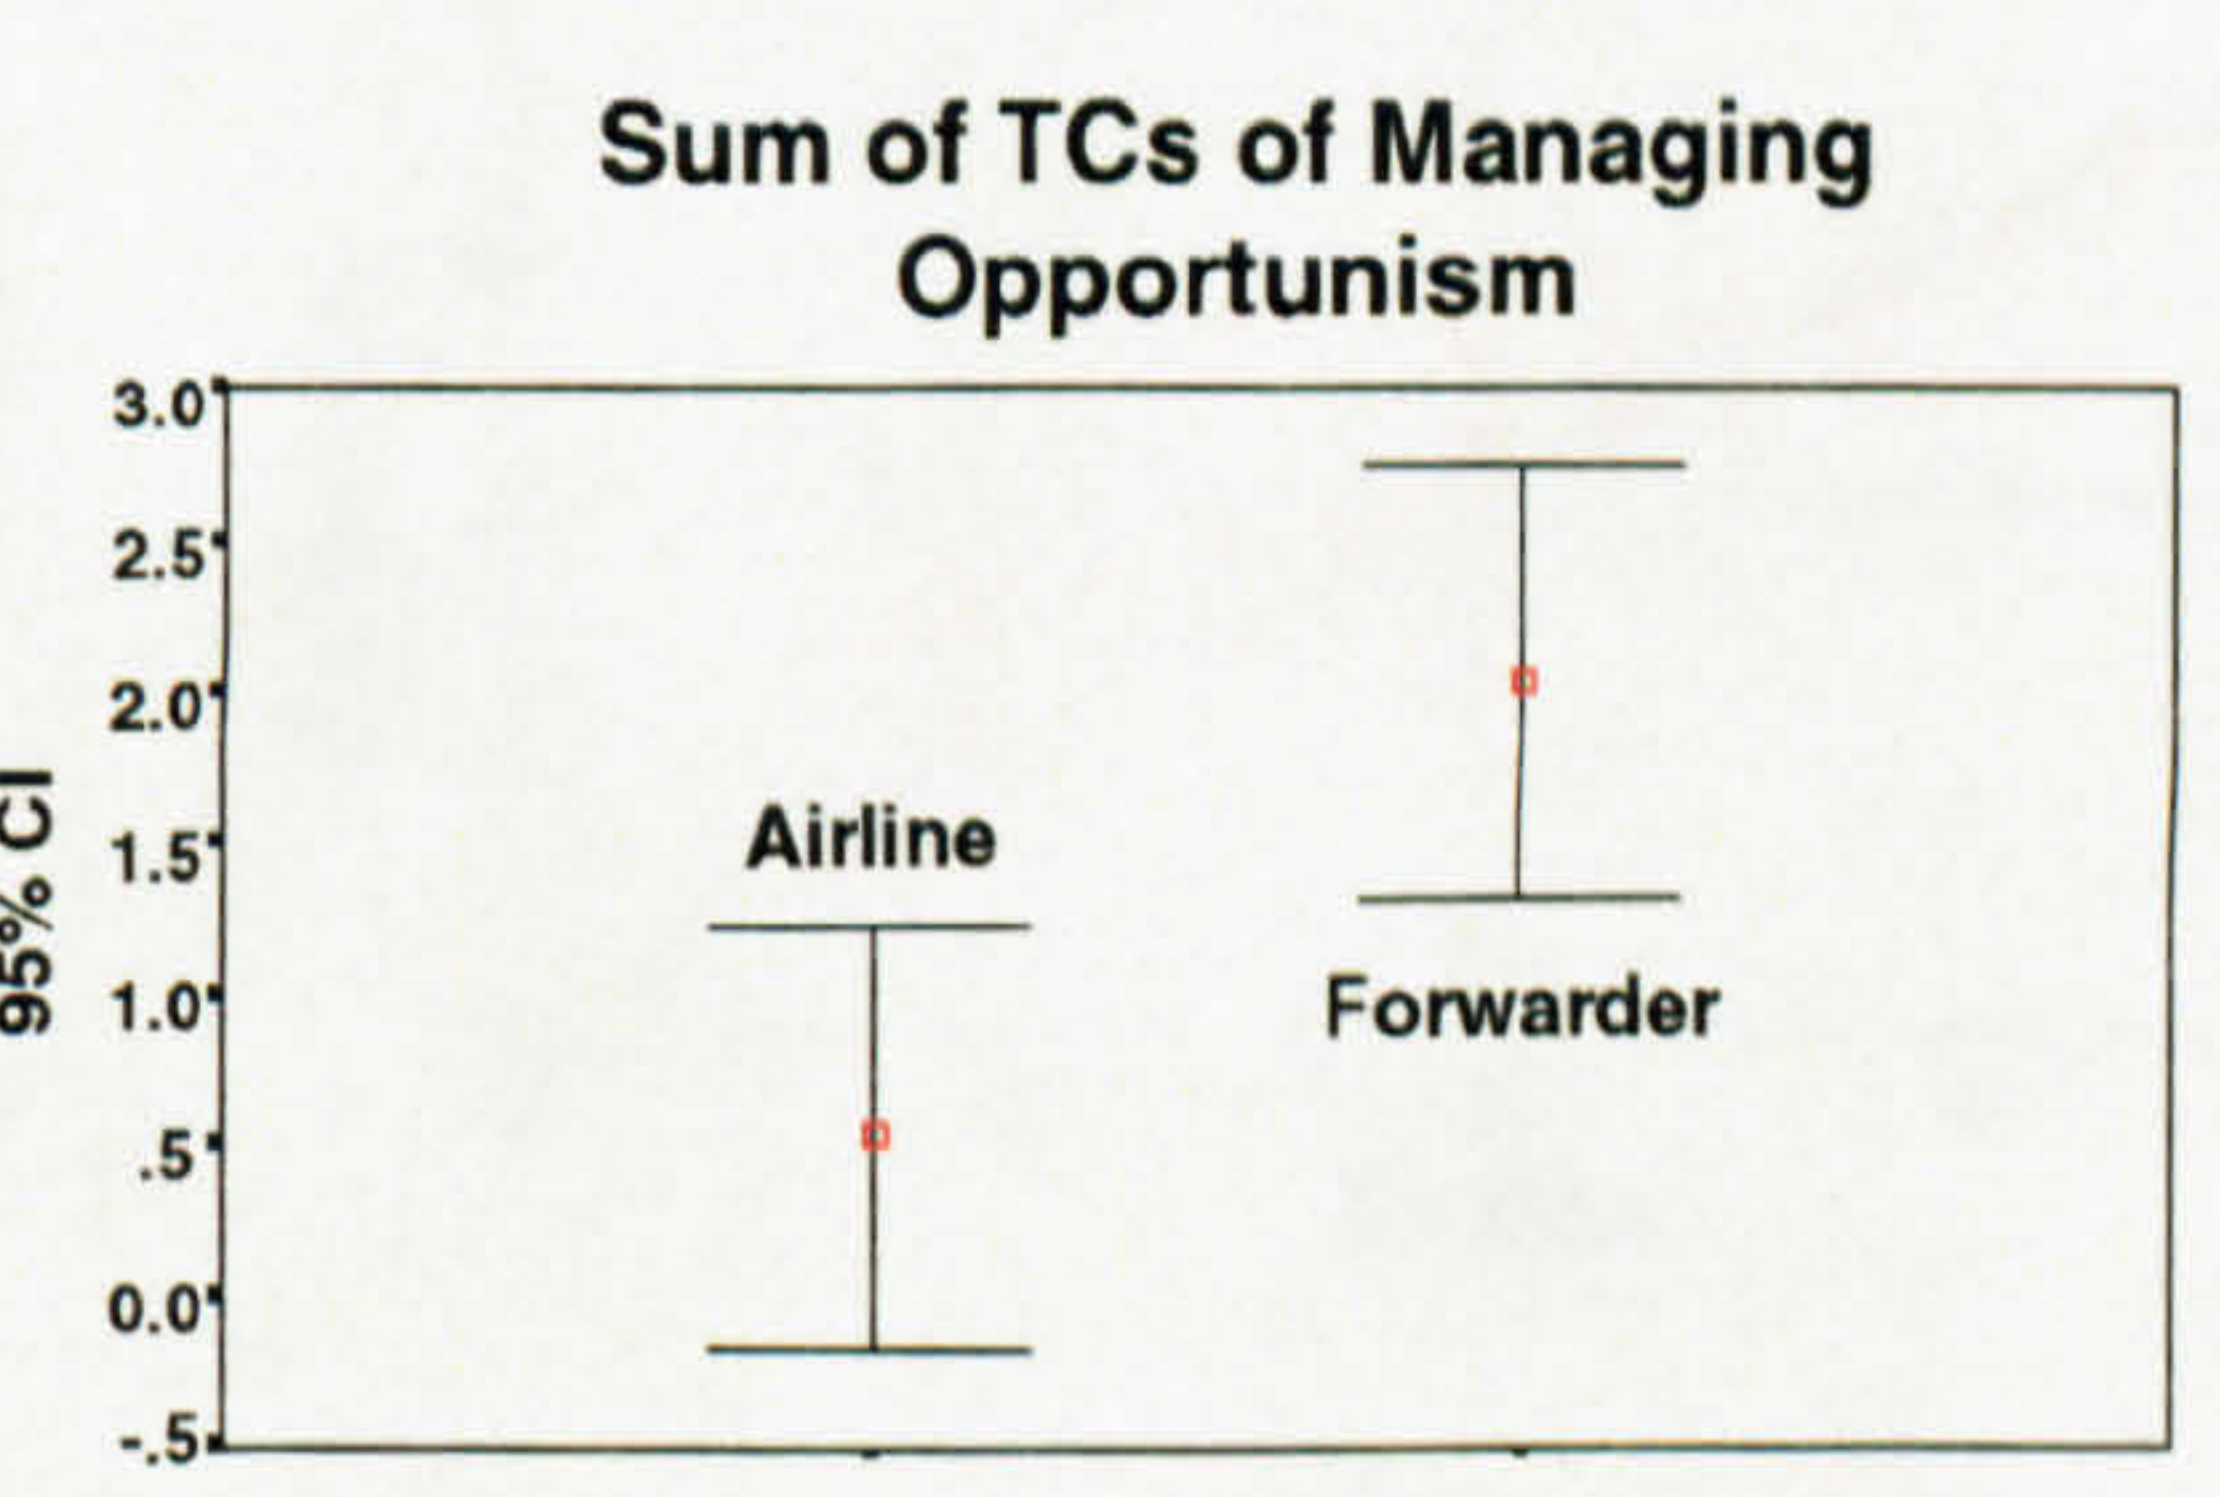 Sum of TCs of Managing
Opportunism
3.0
2.5
2.0
1.5
1.0
.5
0.0
-.5
95% CI
Airline
Forwarder